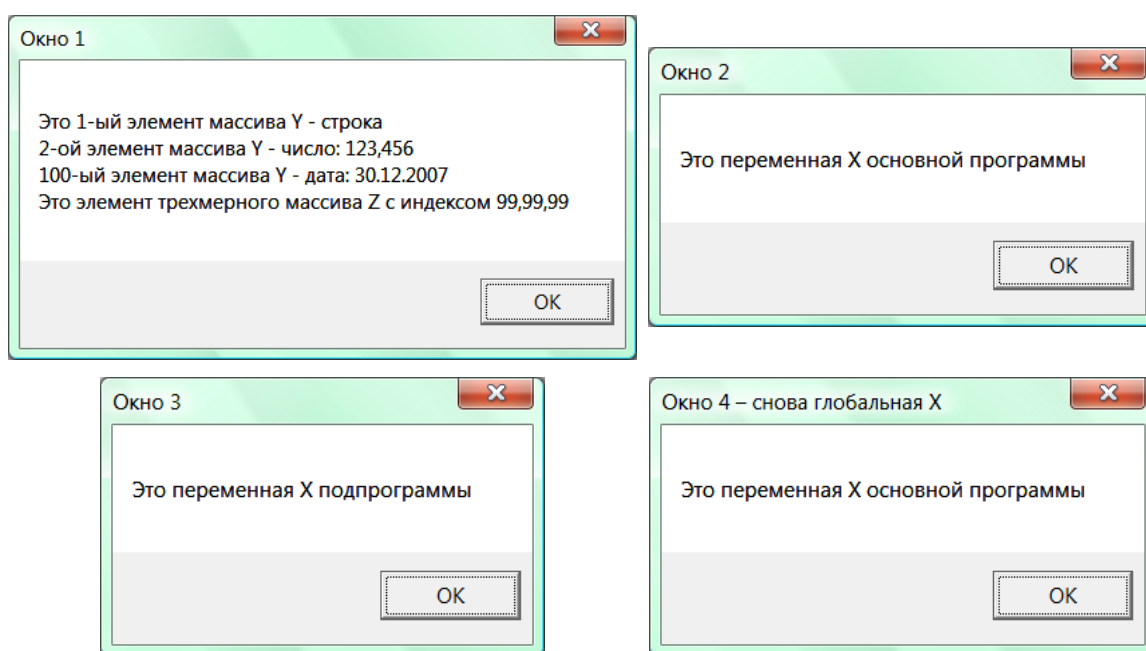 Окно 1
Это 1-ый элемент массива Y - строка
2-ой элемент массива Y - число: 123,456
100-ый элемент массива Y - дата: 30.12.2007
Это элемент трехмерного массива Z с индексом 99,99,99
OK
Окно 2
Это переменная X основной программы
OK
Окно 3
Это переменная X подпрограммы
OK
Окно 4 – снова глобальная X
Это переменная X основной программы
OK